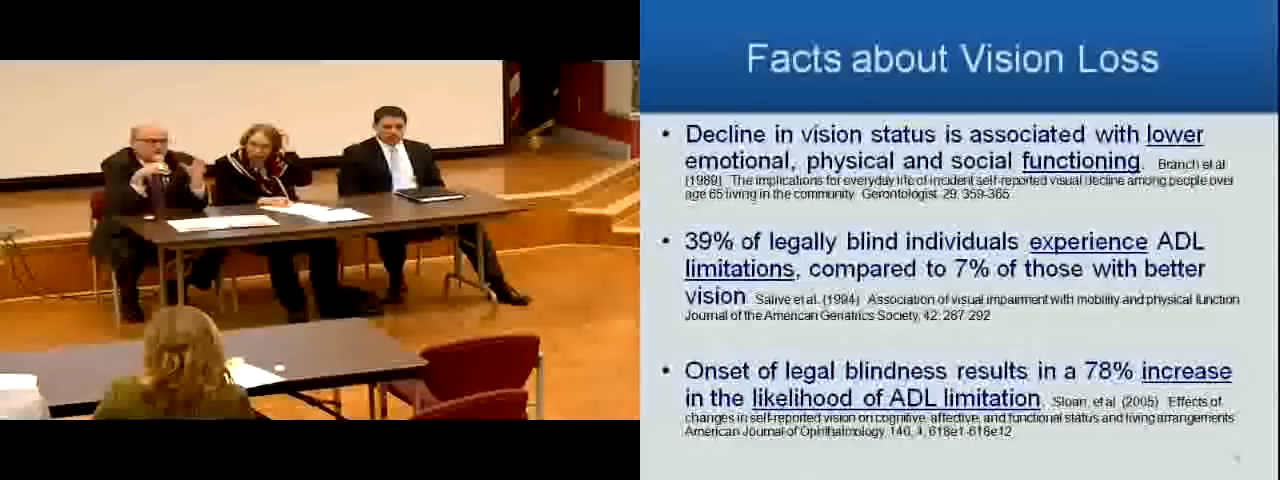 Facts about Vision Loss
• Decline in vision status is associated with lower
emotional, physical and social functioning. Branch et al
(1989) The implications for everyday life of incident self-reported visual decline among people over
age 65 living in the community Gerontologist, 29, 359-365
• 39% of legally blind individuals experience ADL
limitations, compared to 7% of those with better
vision. Salive et al. (1994) Association of visual impairment with mobility and physical function
Journal of the American Geriatrics Society, 42, 287 292
• Onset of legal blindness results in a 78% increase
in the likelihood of ADL limitation. Sloan, et al (2005) Effects of
changes in self-reported vision on cognitive, affective, and functional status and living arrangements
American Journal of Ophthalmology, 140, 4, 618e1-618e12